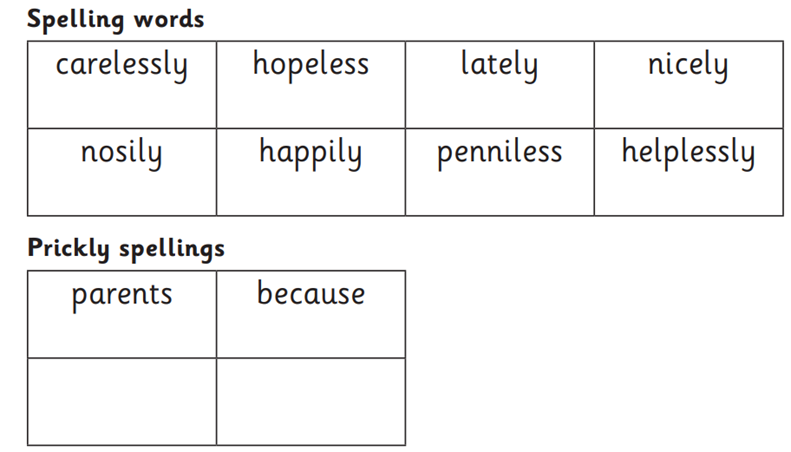 Spelling words
carelessly hopeless lately nicely
nosily happily penniless helplessly
Prickly spellings
parents because